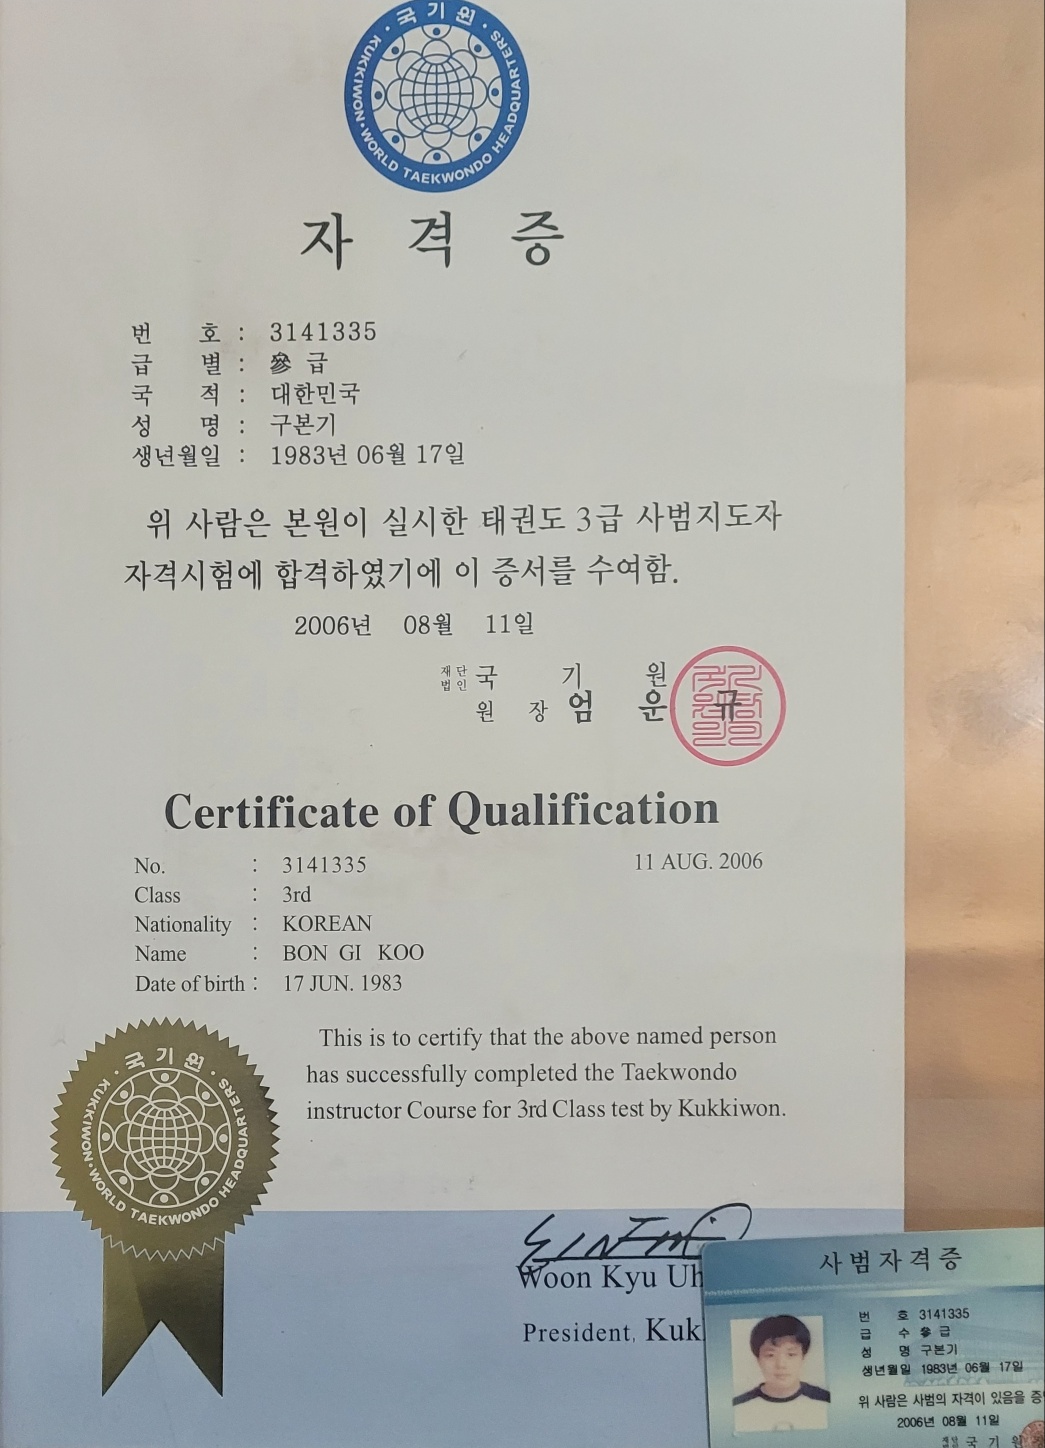 · 국 기 원 ·
KUKKIWON · WORLD TAEKWONDO HEADQUARTERS
자 격 증
번 호 : 3141335
급 별 : 參 급
국 적 : 대한민국
성 명 : 구본기
생년월일 : 1983년 06월 17일
위 사람은 본원이 실시한 태권도 3급 사범지도자
자격시험에 합격하였기에 이 증서를 수여함.
2006년 08월 11일
재단법인 국 기 원
원 장 엄 운 규
Certificate of Qualification
No. : 3141335 11 AUG. 2006
Class : 3rd
Nationality : KOREAN
Name : BON GI KOO
Date of birth : 17 JUN. 1983
This is to certify that the above named person
has successfully completed the Taekwondo
instructor Course for 3rd Class test by Kukkiwon.
· 국 기 원 ·
KUKKIWON · WORLD TAEKWONDO HEADQUARTERS
Woon Kyu Uh
President, Kuk
사범자격증
번 호 3141335
급 수 參 급
성 명 구본기
생년월일 1983년 06월 17일
위 사람은 사범의 자격이 있음을 증
2006년 08월 11일
국 기 원